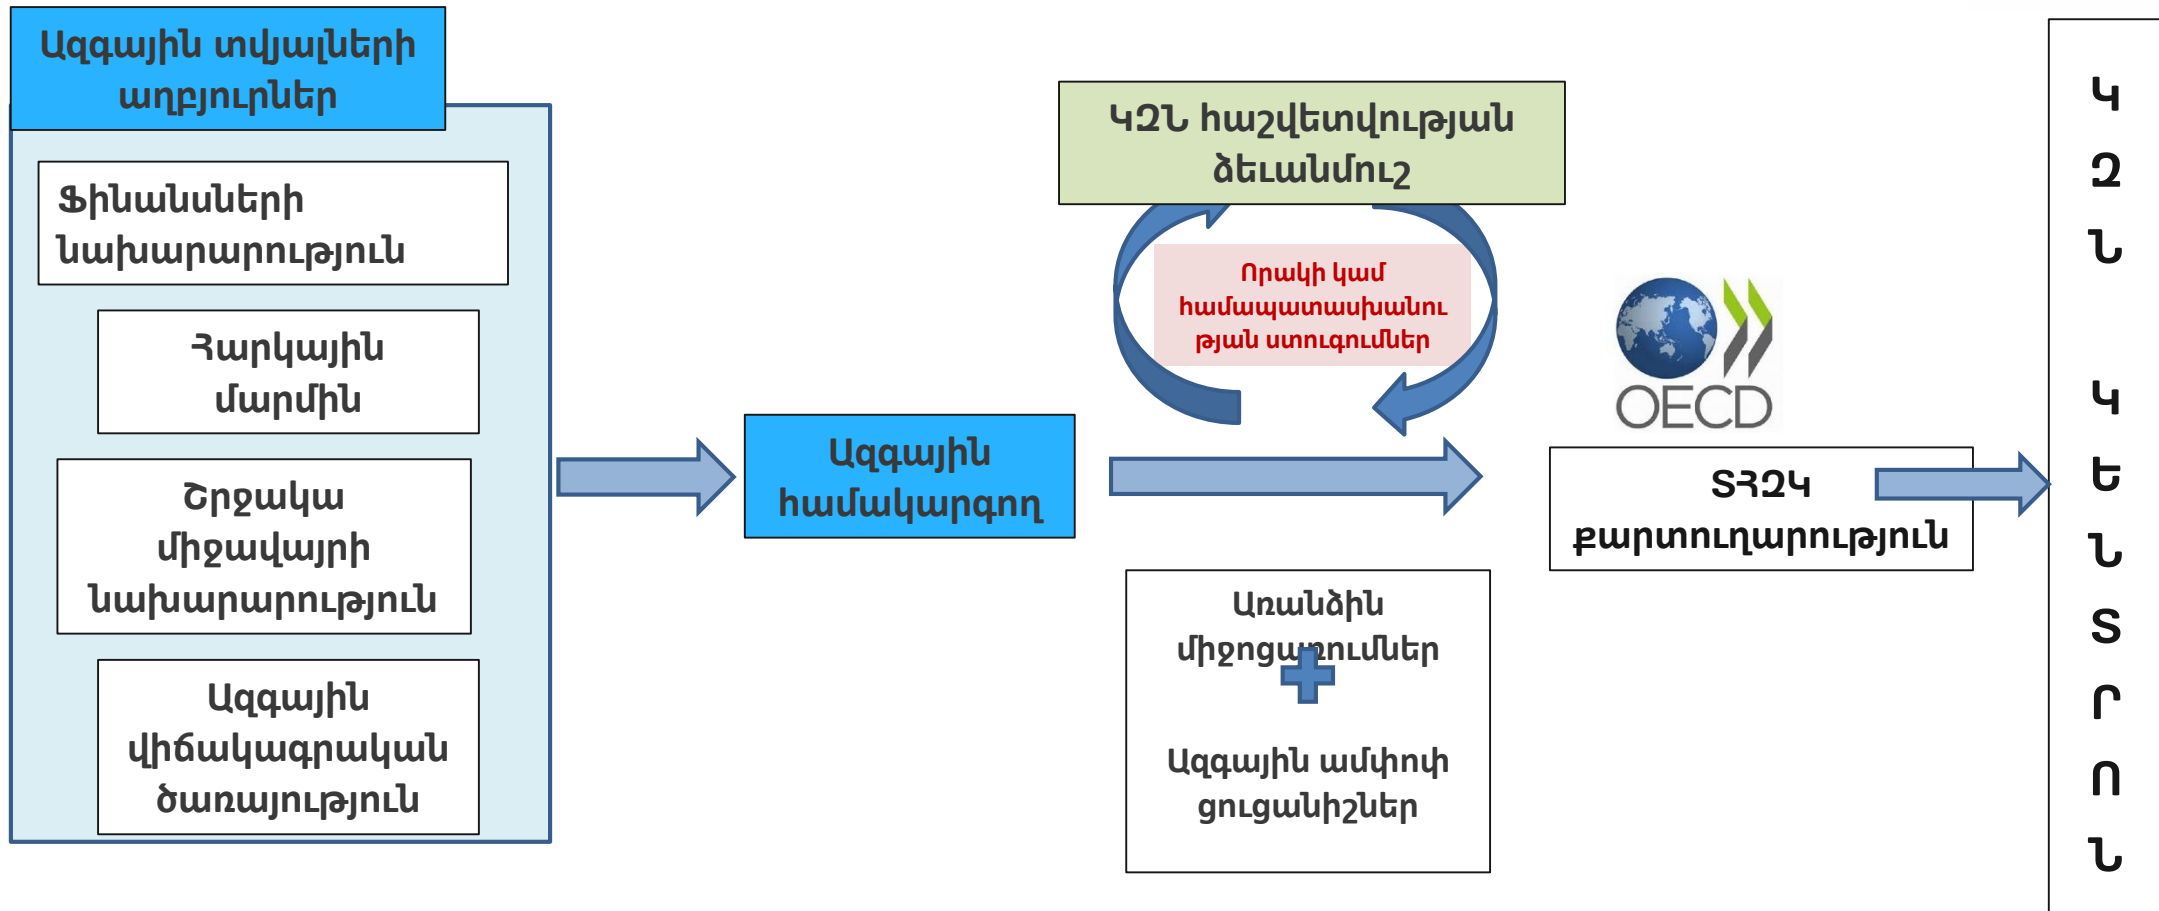 Ազգային տվյալների
աղբյուրներ
Ֆինանսների
նախարարություն
Հարկային
մարմին
Շրջակա
միջավայրի
նախարարություն
Ազգային
վիճակագրական
ծառայություն
Ազգային
համակարգող
ԿԶՆ հաշվետվության
ձեւանմուշ
Որակի կամ
համապատասխանու
թյան ստուգումներ
Առանձին
միջոցառումներ
Ազգային ամփոփ
ցուցանիշներ
OECD
ՏՀԶԿ
քարտուղարություն
Կ
Զ
Ն
Կ
Ե
Ն
Տ
Ր
Ո
Ն